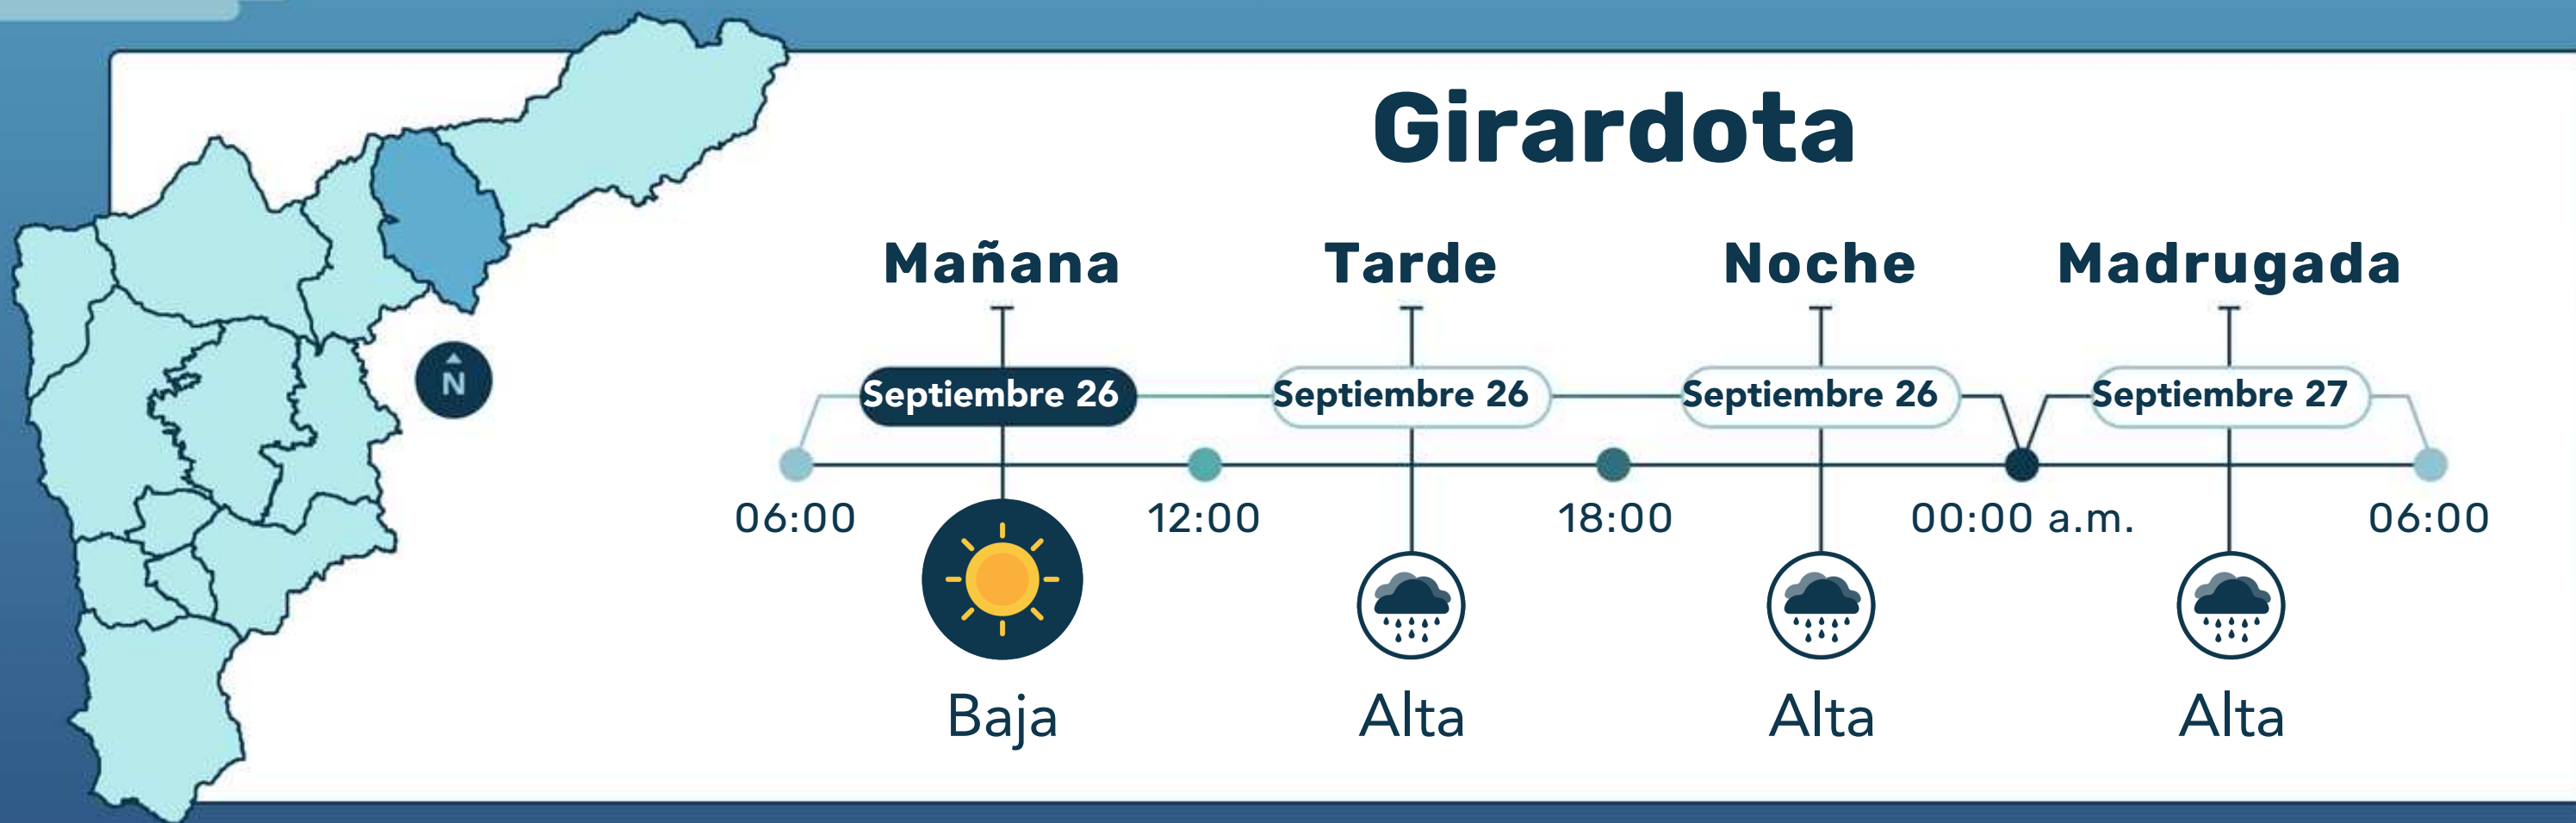 Girardota
Mañana Tarde Noche Madrugada
Septiembre 26 Septiembre 26 Septiembre 26 Septiembre 27
N
06:00 12:00 18:00 00:00 a.m. 06:00
Baja Alta Alta Alta